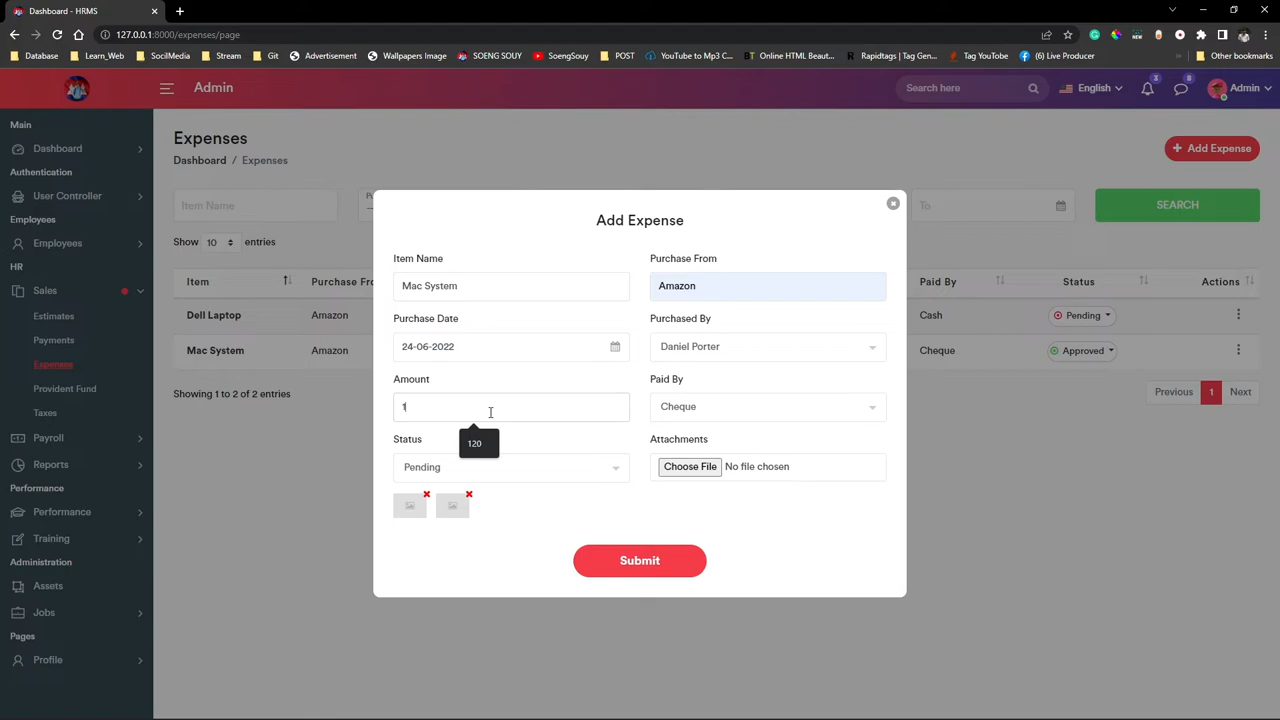 Dashboard - HRMS
127.0.0.1:8000/expenses/page
Database
Learn_Web
SocilMedia
Stream
Git
Advertisement
Wallpapers Image
SOENG SOUY
SoengSouy
POST
YouTube to Mp3 C...
Online HTML Beaut...
Rapidtags | Tag Gen...
Tag YouTube
(6) Live Producer
Other bookmarks
Admin
Search here
English
3
8
Admin
Main
Dashboard
Authentication
User Controller
Employees
Employees
HR
Sales
Estimates
Payments
Expenses
Provident Fund
Taxes
Payroll
Reports
Performance
Performance
Training
Administration
Assets
Jobs
Pages
Profile
Expenses
Dashboard / Expenses
+ Add Expense
Item Name
To
SEARCH
Show 10 entries
Item
Purchase Fro
Paid By
Status
Actions
Dell Laptop
Amazon
Cash
Pending
Mac System
Amazon
Cheque
Approved
Showing 1 to 2 of 2 entries
Previous
1
Next
Add Expense
Item Name
Purchase From
Mac System
Amazon
Purchase Date
Purchased By
24-06-2022
Daniel Porter
Amount
Paid By
1
Cheque
120
Status
Attachments
Pending
Choose File No file chosen
Submit